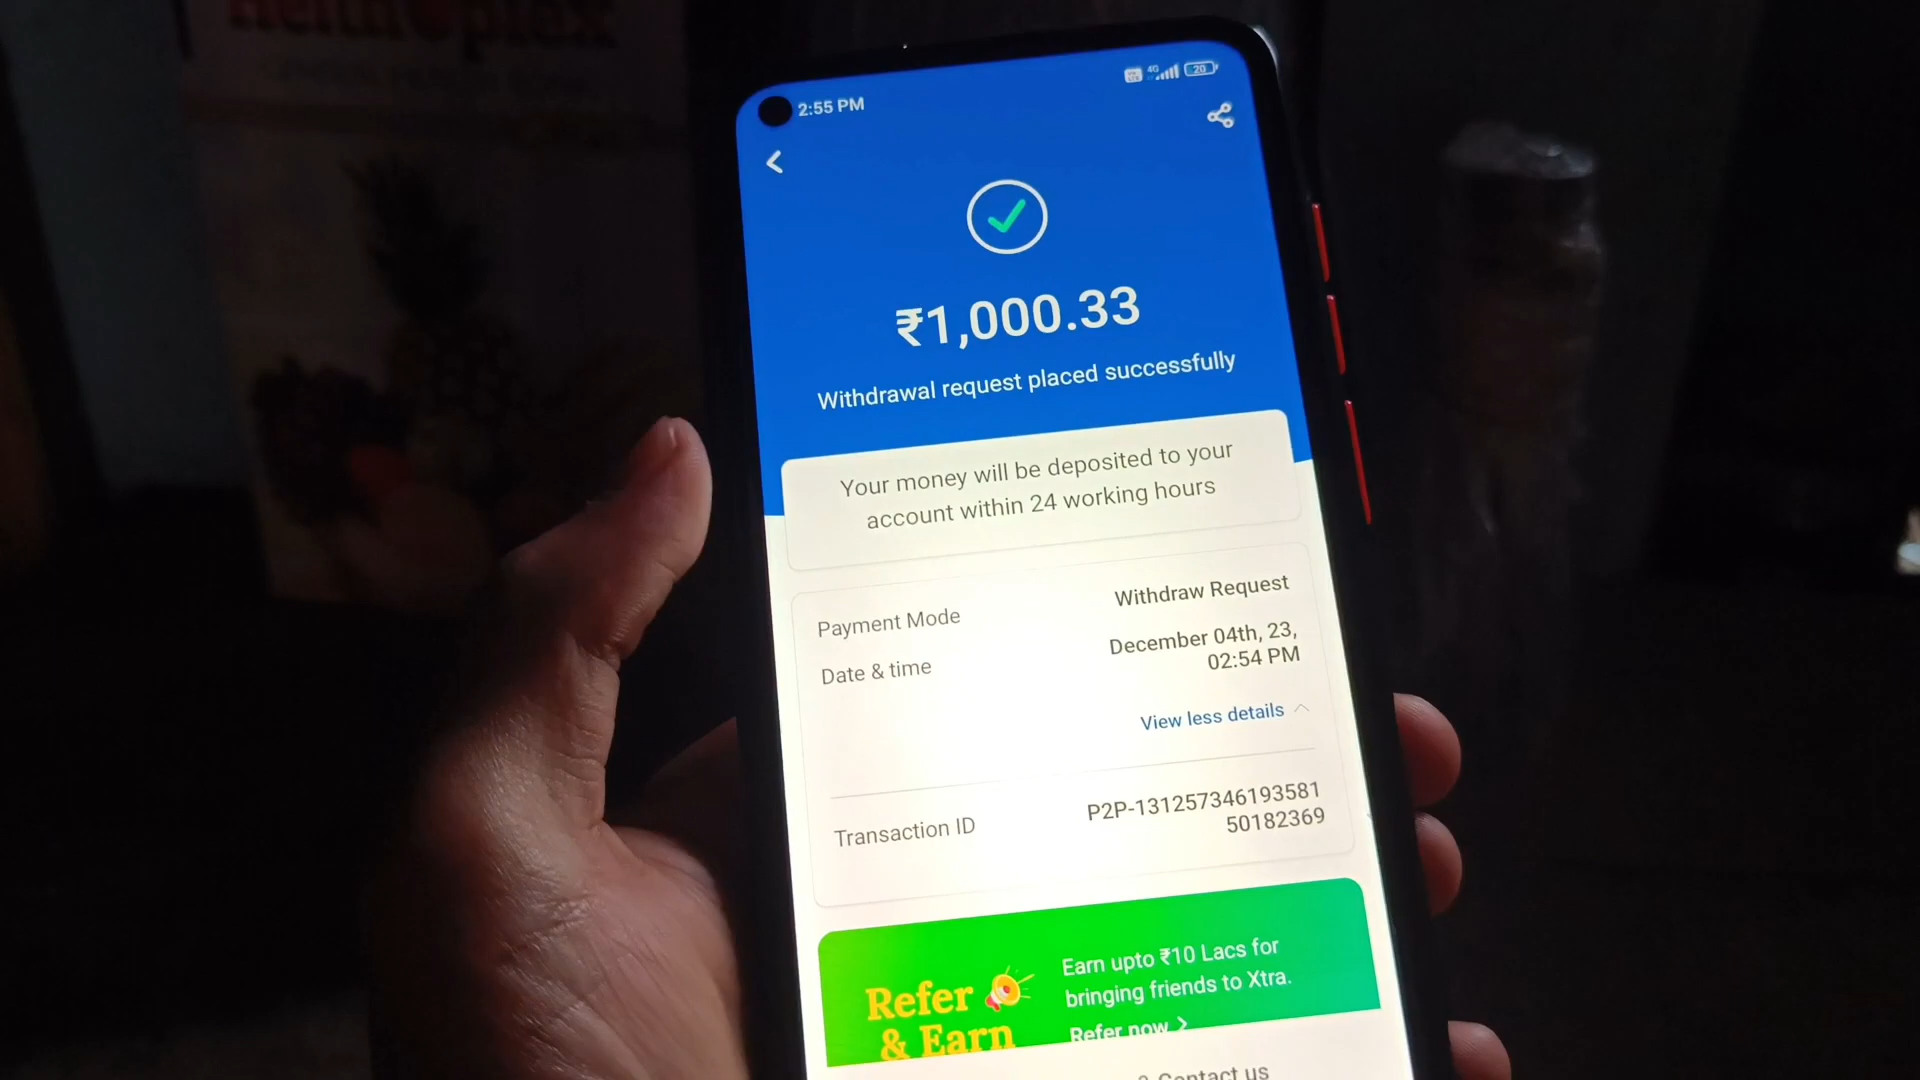 2:55 PM
4G
20
₹1,000.33
Withdrawal request placed successfully
Your money will be deposited to your
account within 24 working hours
Payment Mode
Withdraw Request
Date & time
December 04th, 23,
02:54 PM
View less details
Transaction ID
P2P-131257346193581
50182369
Refer
& Earn
Earn upto ₹10 Lacs for
bringing friends to Xtra.
Refer now
Contact us